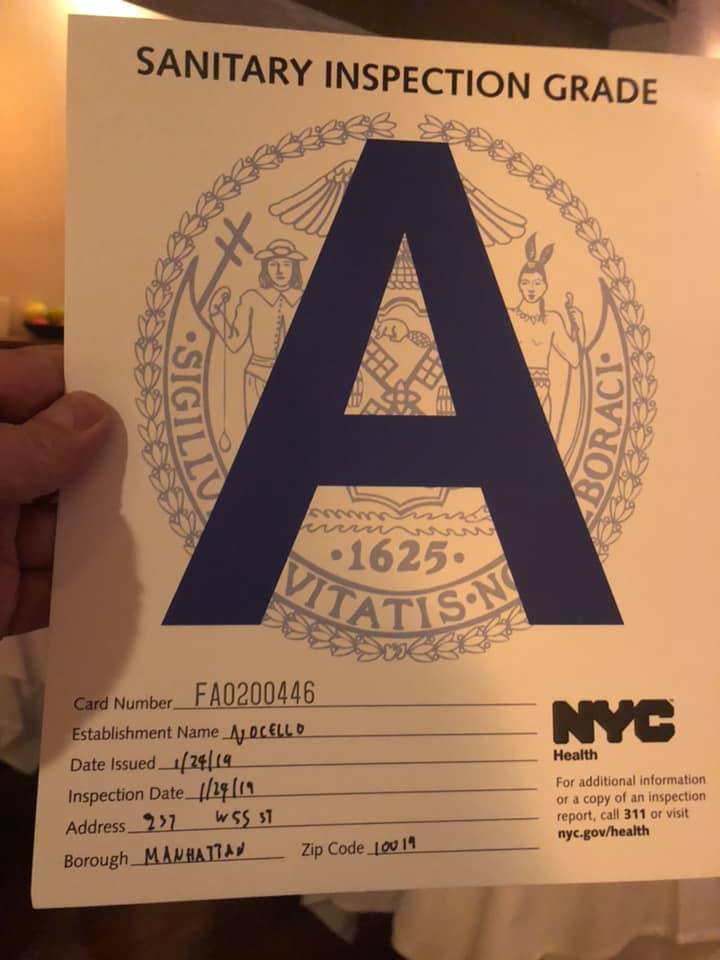 SANITARY INSPECTION GRADE
A
·SIGILLU
BORACI·
·1625·
VITATIS·NO
Card Number FA0200446
Establishment Name NOCELLO
Date Issued 1/24/19
Inspection Date 1/24/19
Address 237 W 55 ST
Borough MANHATTAN Zip Code 10019
NYC
Health
For additional information
or a copy of an inspection
report, call 311 or visit
nyc.gov/health